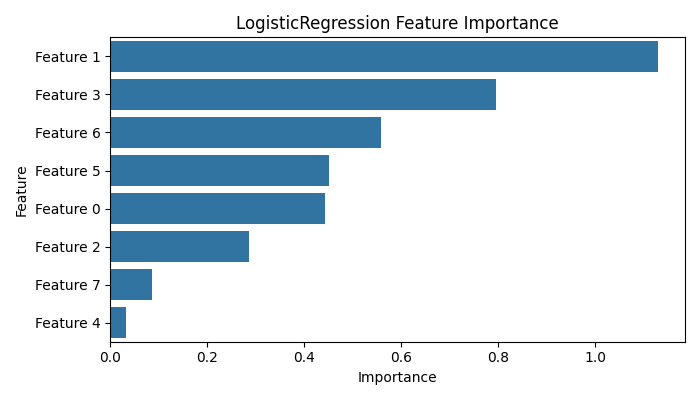 LogisticRegression Feature Importance
Feature 1
Feature 3
Feature 6
Feature 5
Feature 0
Feature 2
Feature 7
Feature 4
Feature
0.0 0.2 0.4 0.6 0.8 1.0
Importance